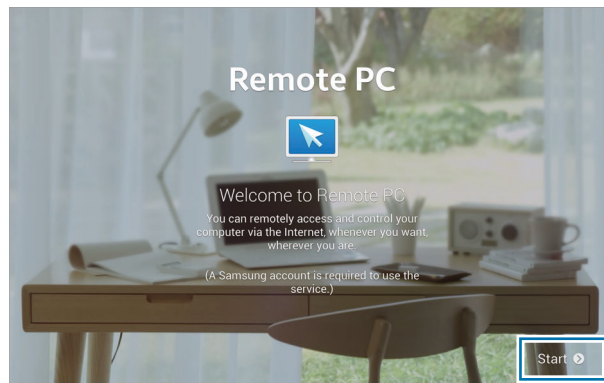 Remote PC
Welcome to Remote PC
You can remotely access and control your
computer via the Internet, whenever you want,
wherever you are.
(A Samsung account is required to use the
service.)
Start